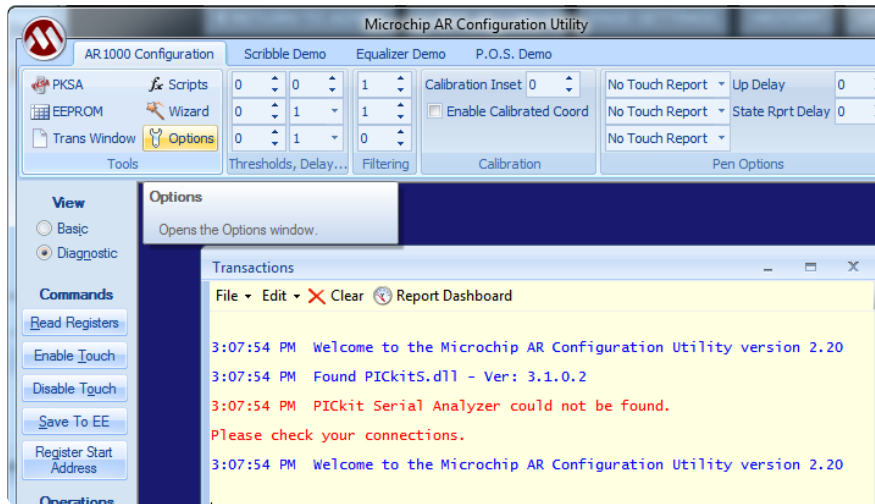 Microchip AR Configuration Utility
AR1000 Configuration Scribble Demo Equalizer Demo P.O.S. Demo
PKSA fx Scripts 0 0 1 Calibration Inset 0 No Touch Report Up Delay 0
EEPROM Wizard 0 1 1 Enable Calibrated Coord No Touch Report State Rprt Delay 0
Trans Window Options 0 1 0 No Touch Report
Tools Thresholds, Delay... Filtering Calibration Pen Options
View
Basic
Diagnostic
Commands
Read Registers
Enable Touch
Disable Touch
Save To EE
Register Start
Address
Operations
Options
Opens the Options window.
Transactions
File Edit Clear Report Dashboard
3:07:54 PM Welcome to the Microchip AR Configuration Utility version 2.20
3:07:54 PM Found PICkitS.dll - Ver: 3.1.0.2
3:07:54 PM PICkit Serial Analyzer could not be found.
Please check your connections.
3:07:54 PM Welcome to the Microchip AR Configuration Utility version 2.20